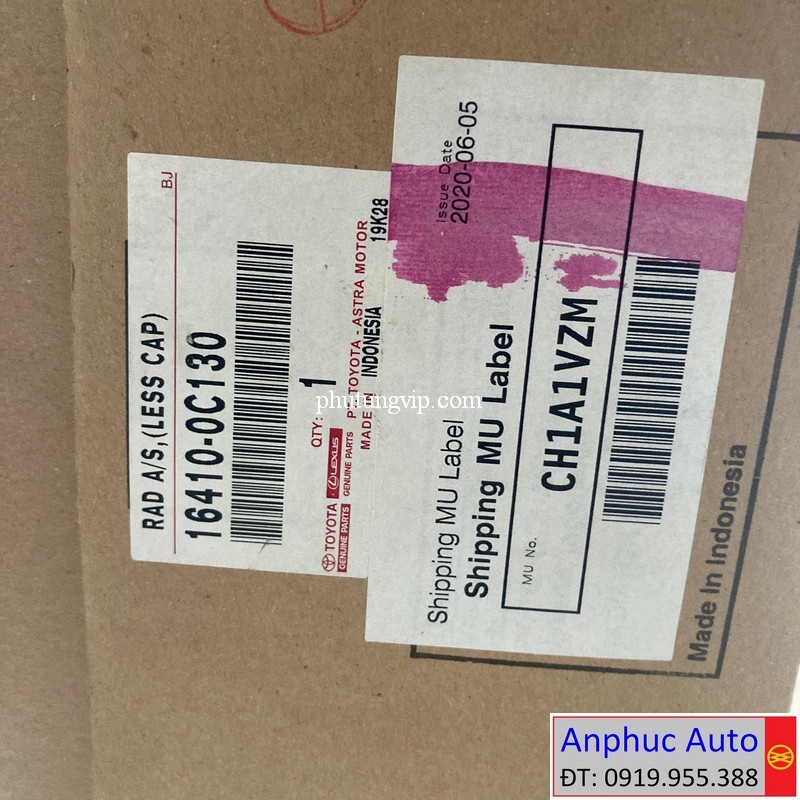 BJ
RAD A/S,(LESS CAP)
16410-0C130
QTY: 1
TOYOTA LEXUS
GENUINE PARTS GENUINE PARTS
PT. TOYOTA - ASTRA MOTOR
MADE IN INDONESIA
19K28
Issue Date
2020-06-05
Shipping MU Label
Shipping MU Label
MU No.
CH1A1VZM
Made In Indonesia
phutungvip.com
Anphuc Auto
ĐT: 0919.955.388